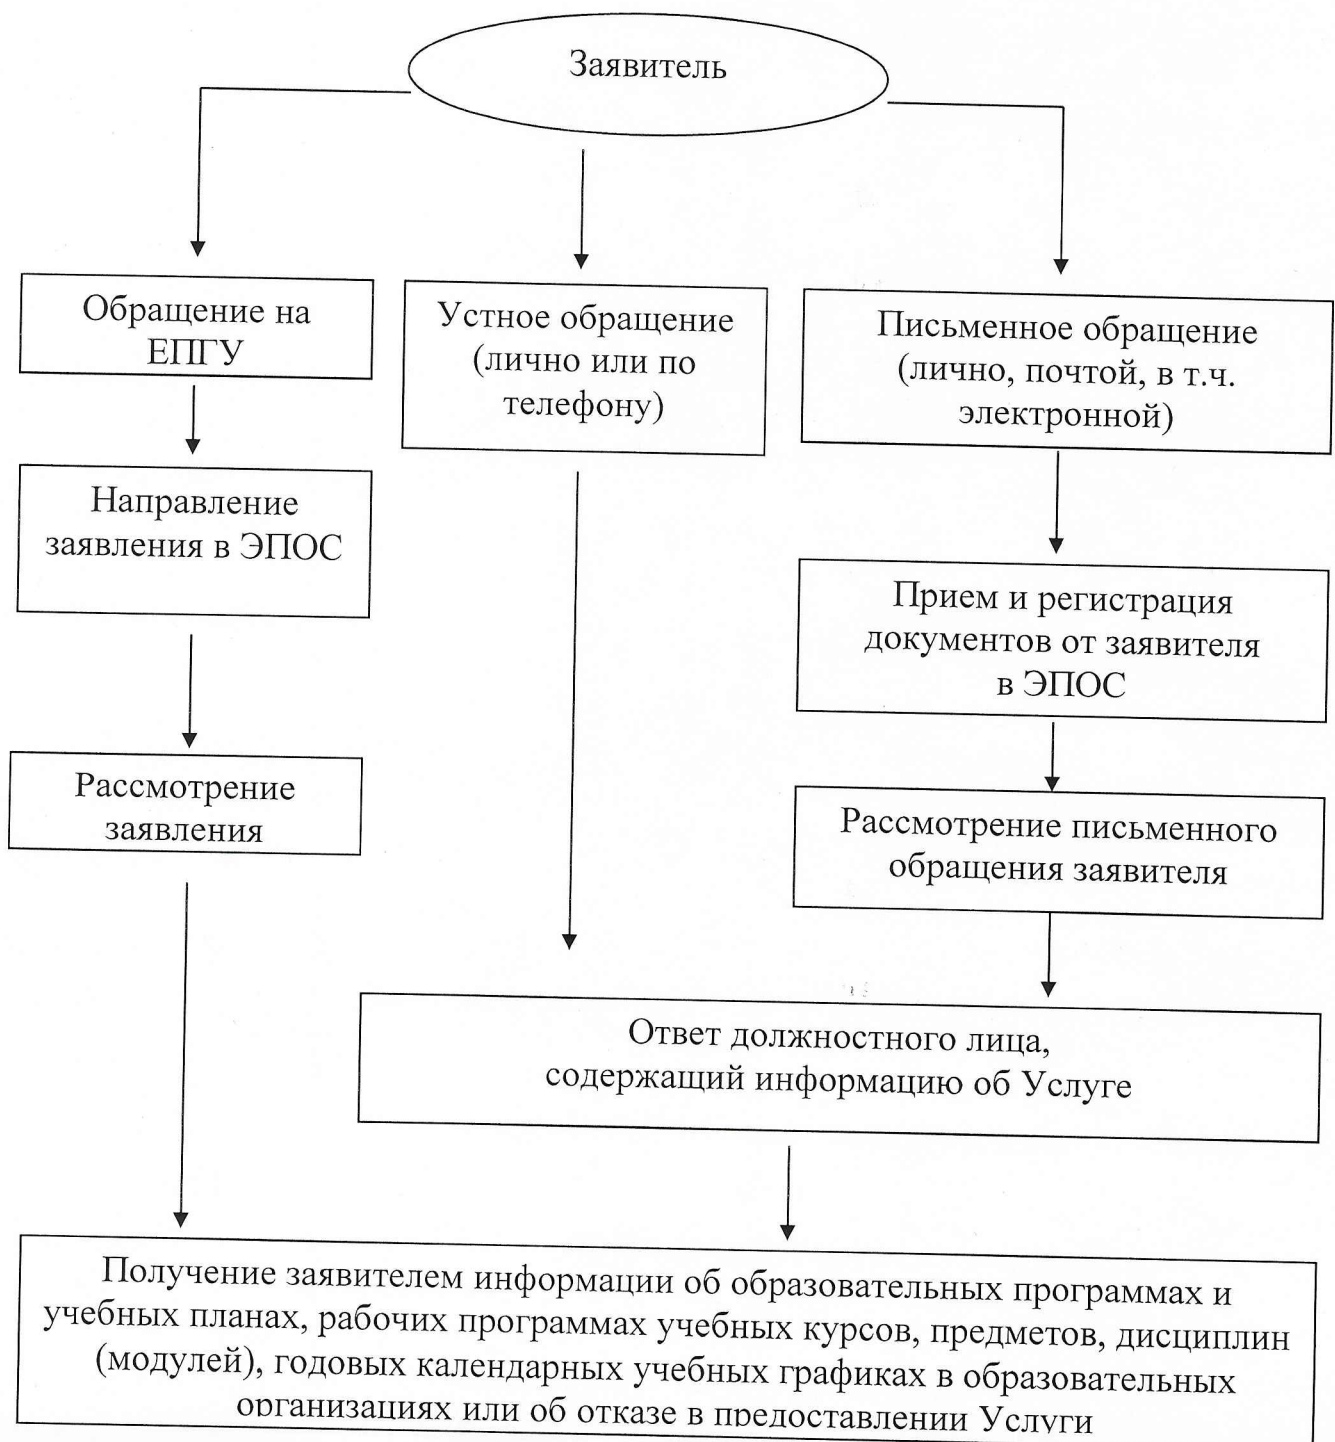 Заявитель
Обращение на
ЕПГУ
Устное обращение
(лично или по
телефону)
Письменное обращение
(лично, почтой, в т.ч.
электронной)
Направление
заявления в ЭПОС
Прием и регистрация
документов от заявителя
в ЭПОС
Рассмотрение
заявления
Рассмотрение письменного
обращения заявителя
Ответ должностного лица,
содержащий информацию об Услуге
Получение заявителем информации об образовательных программах и
учебных планах, рабочих программах учебных курсов, предметов, дисциплин
(модулей), годовых календарных учебных графиках в образовательных
организациях или об отказе в предоставлении Услуги